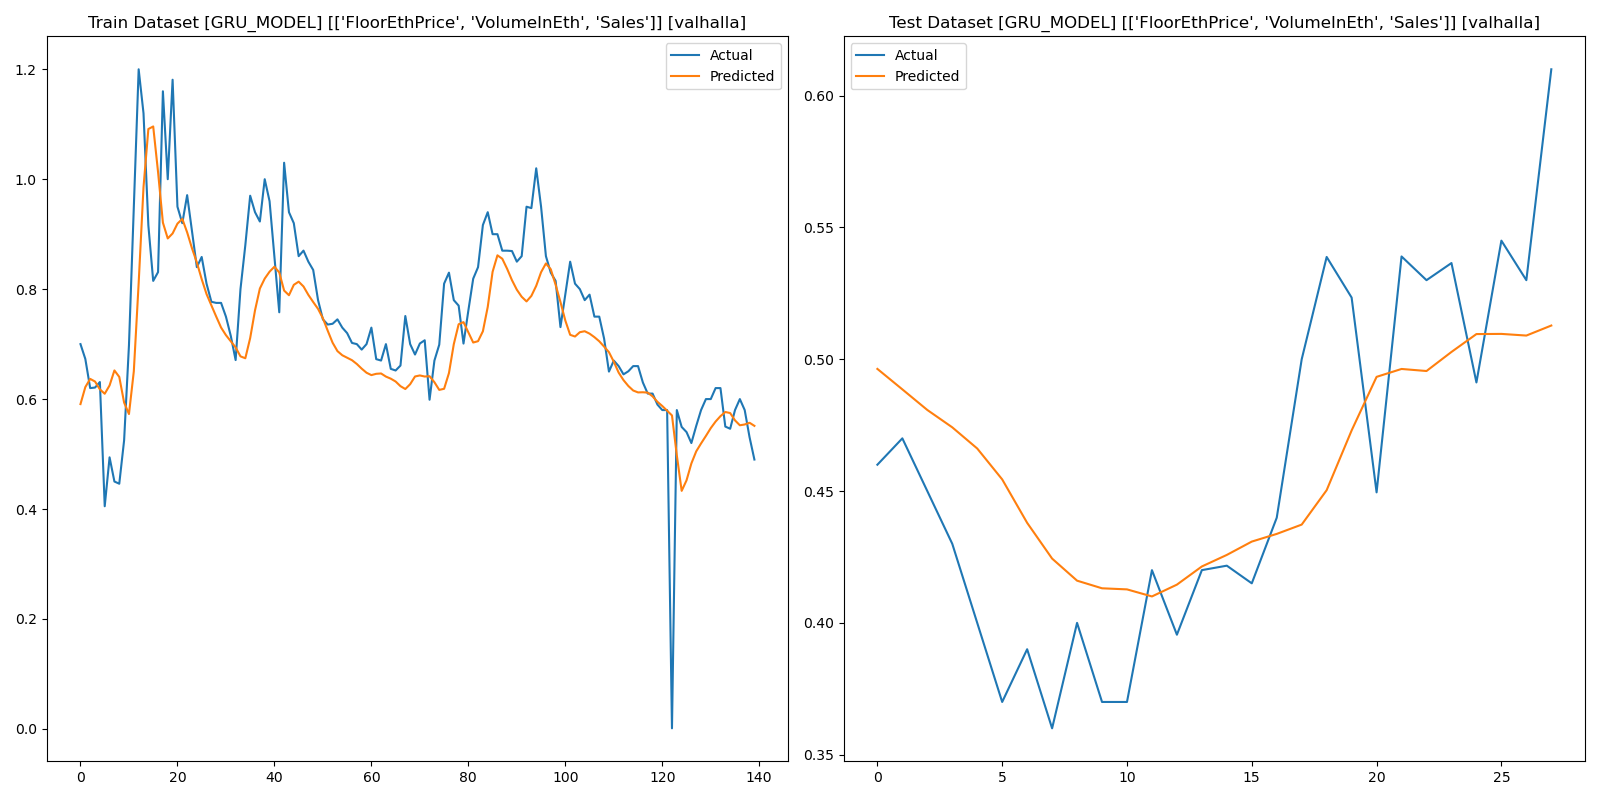 Train Dataset [GRU_MODEL] [['FloorEthPrice', 'VolumeInEth', 'Sales']] [valhalla]
Actual
Predicted
1.2
1.0
0.8
0.6
0.4
0.2
0.0
0 20 40 60 80 100 120 140
Test Dataset [GRU_MODEL] [['FloorEthPrice', 'VolumeInEth', 'Sales']] [valhalla]
Actual
Predicted
0.60
0.55
0.50
0.45
0.40
0.35
0 5 10 15 20 25